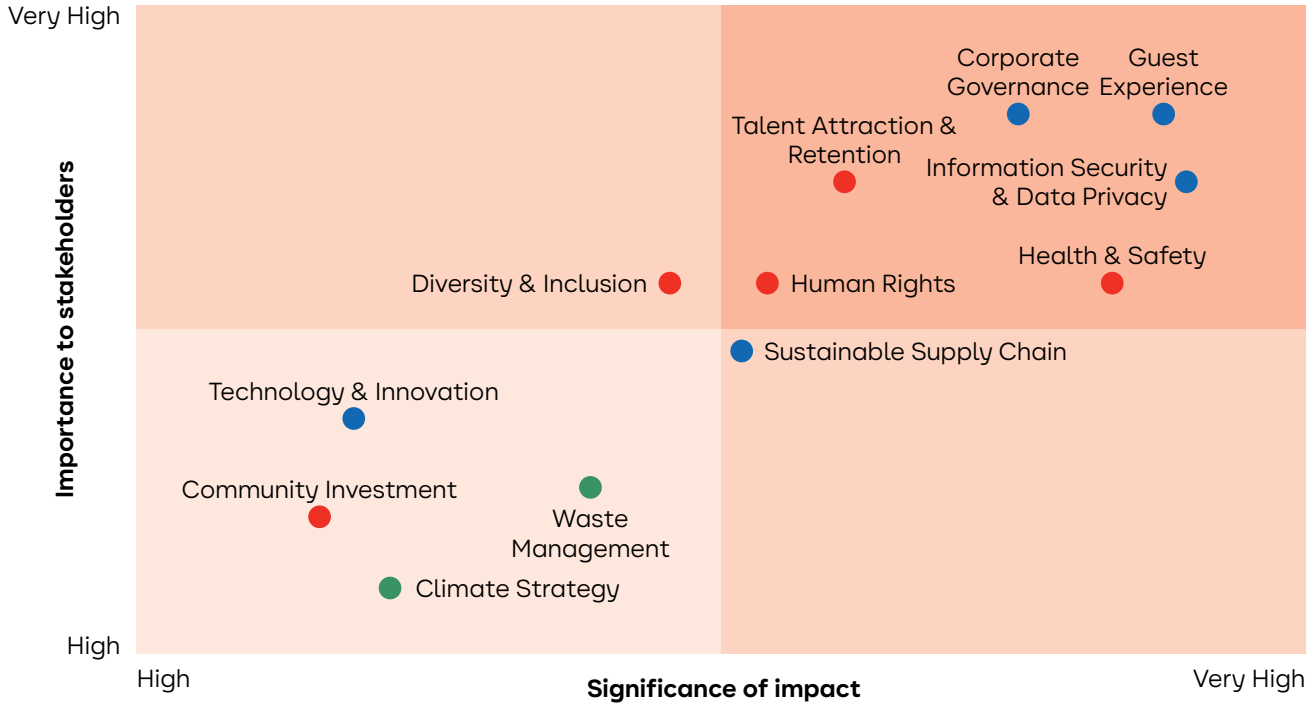 Very High
Corporate
Governance
Guest
Experience
Talent Attraction &
Retention
Information Security
& Data Privacy
Health & Safety
Diversity & Inclusion
Human Rights
Sustainable Supply Chain
Technology & Innovation
Community Investment
Waste
Management
Climate Strategy
Importance to stakeholders
High
High
Significance of impact
Very High